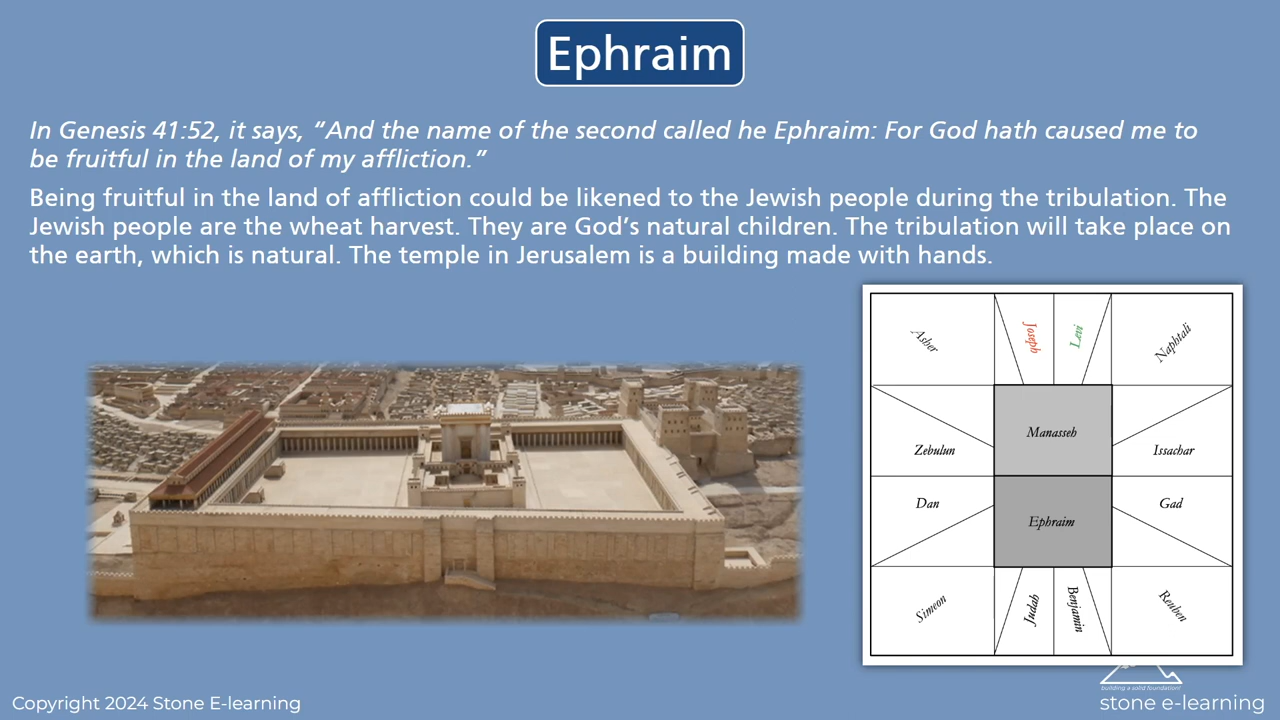 Ephraim
In Genesis 41:52, it says, “And the name of the second called he Ephraim: For God hath caused me to
be fruitful in the land of my affliction.”
Being fruitful in the land of affliction could be likened to the Jewish people during the tribulation. The
Jewish people are the wheat harvest. They are God’s natural children. The tribulation will take place on
the earth, which is natural. The temple in Jerusalem is a building made with hands.
Asher
Joseph
Levi
Naphtali
Manasseh
Zebulun
Issachar
Dan
Gad
Ephraim
Simeon
Judah
Benjamin
Reuben
building a solid foundation!
stone e-learning
Copyright 2024 Stone E-learning